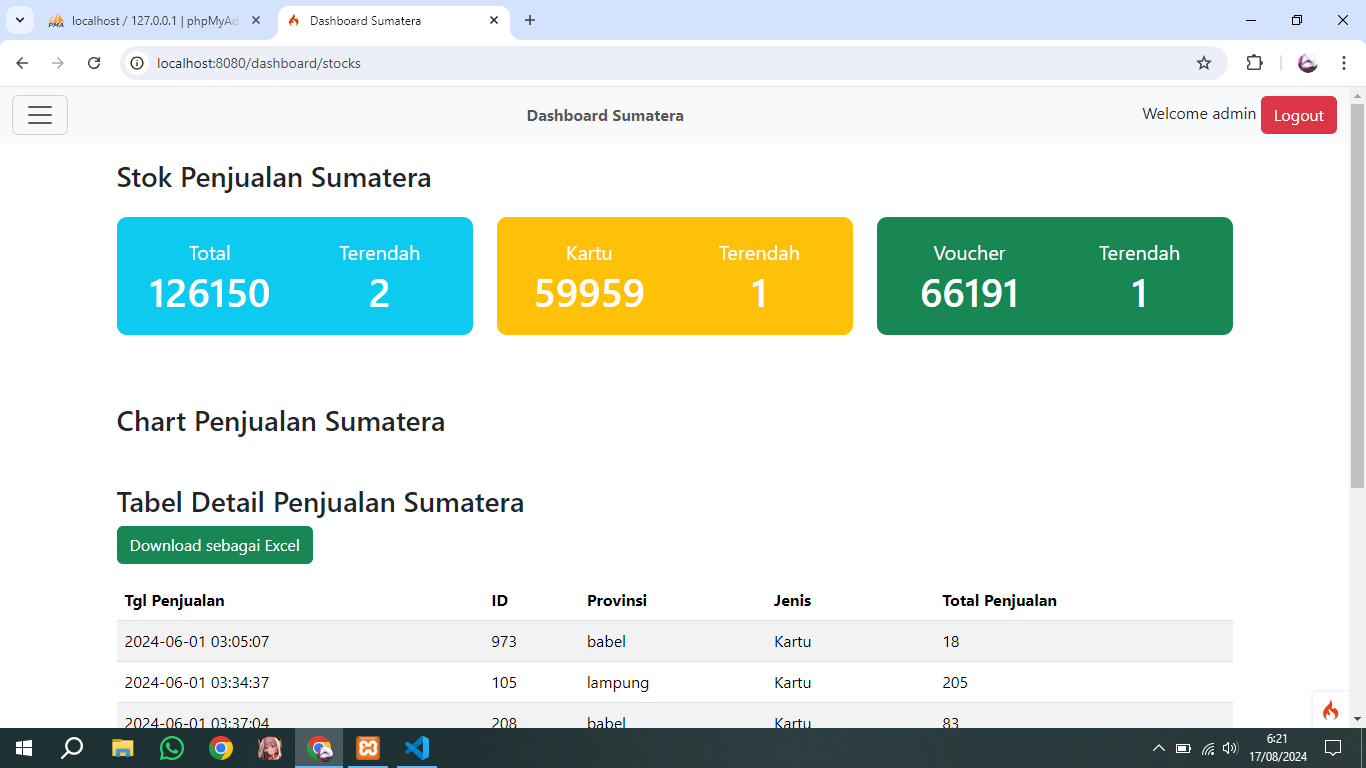 localhost / 127.0.0.1 | phpMyAd
Dashboard Sumatera
localhost:8080/dashboard/stocks
Dashboard Sumatera
Welcome admin Logout
Stok Penjualan Sumatera
Total Terendah Kartu Terendah Voucher Terendah
126150 2 59959 1 66191 1
Chart Penjualan Sumatera
Tabel Detail Penjualan Sumatera
Download sebagai Excel
Tgl Penjualan ID Provinsi Jenis Total Penjualan
2024-06-01 03:05:07 973 babel Kartu 18
2024-06-01 03:34:37 105 lampung Kartu 205
2024-06-01 03:37:04 208 babel Kartu 83
6:21
17/08/2024